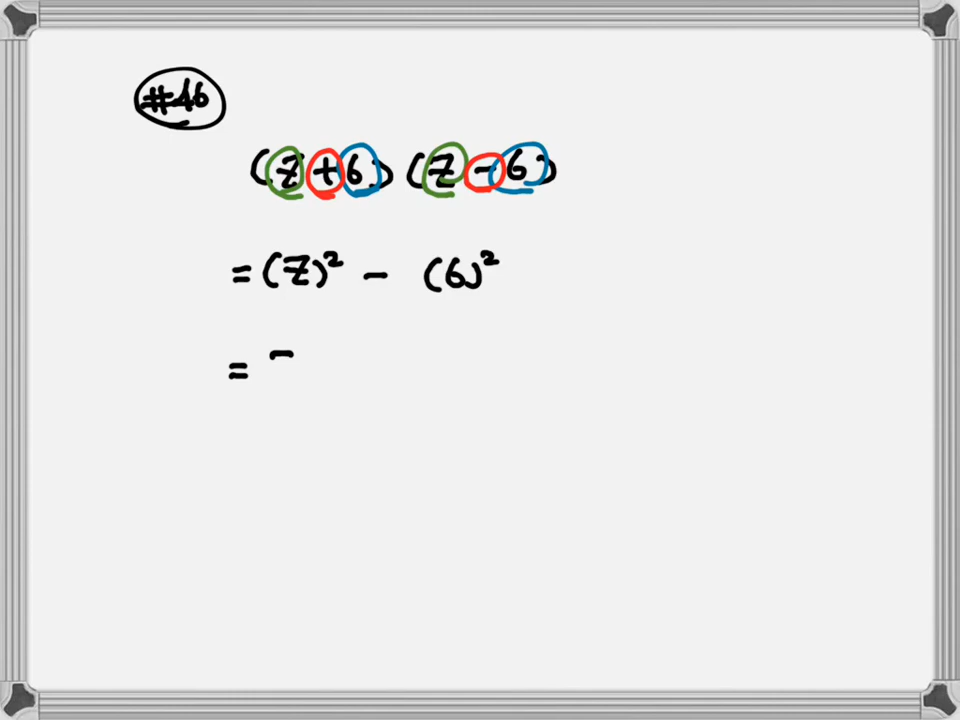 #46
(z+6)(z-6)
=(z)² - (6)²
=